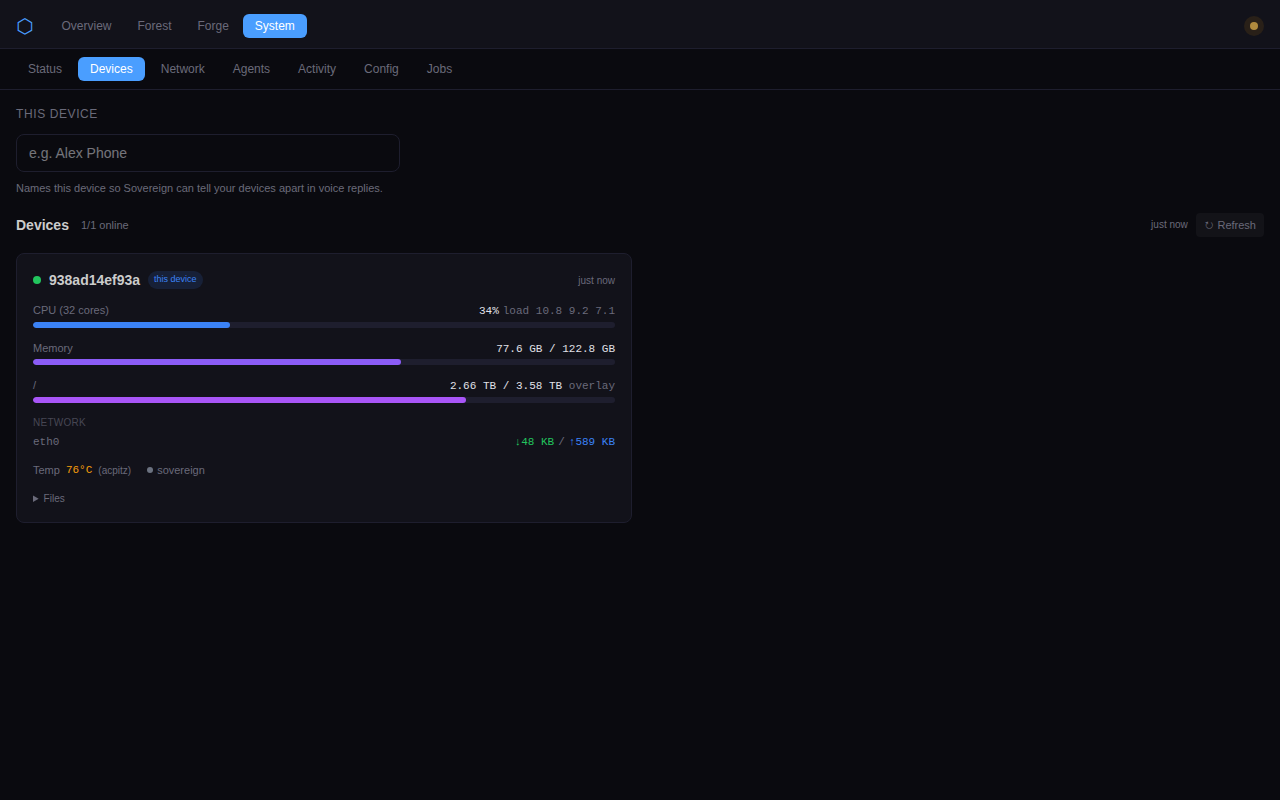 Overview Forest Forge System
Status Devices Network Agents Activity Config Jobs
THIS DEVICE
e.g. Alex Phone
Names this device so Sovereign can tell your devices apart in voice replies.
Devices 1/1 online just now ↻ Refresh
938ad14ef93a this device just now
CPU (32 cores) 34% load 10.8 9.2 7.1
Memory 77.6 GB / 122.8 GB
/ 2.66 TB / 3.58 TB overlay
NETWORK
eth0 ↓48 KB / ↑589 KB
Temp 76°C (acpitz) sovereign
▶ Files